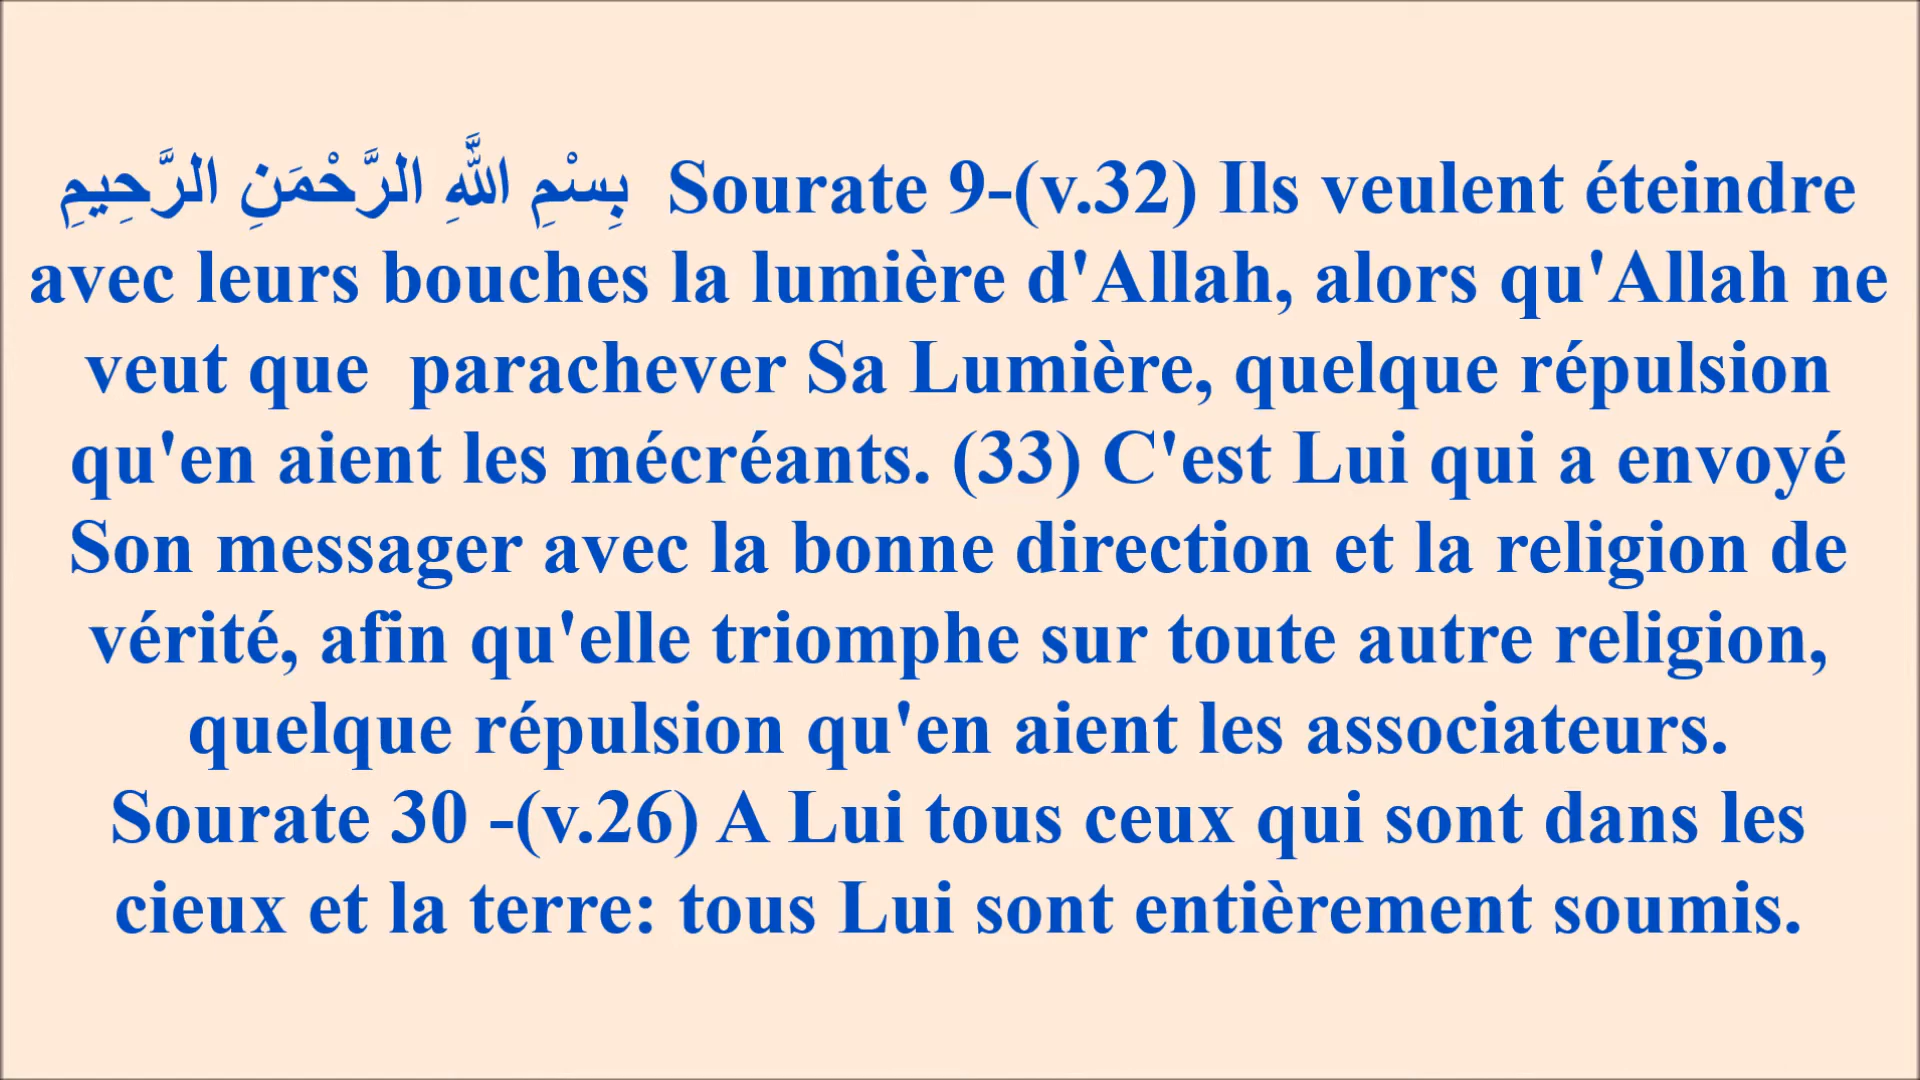 بِسْمِ اللَّهِ الرَّحْمَنِ الرَّحِيمِ  Sourate 9-(v.32) Ils veulent éteindre
avec leurs bouches la lumière d'Allah, alors qu'Allah ne
veut que  parachever Sa Lumière, quelque répulsion
qu'en aient les mécréants. (33) C'est Lui qui a envoyé
Son messager avec la bonne direction et la religion de
vérité, afin qu'elle triomphe sur toute autre religion,
quelque répulsion qu'en aient les associateurs.
Sourate 30 -(v.26) A Lui tous ceux qui sont dans les
cieux et la terre: tous Lui sont entièrement soumis.